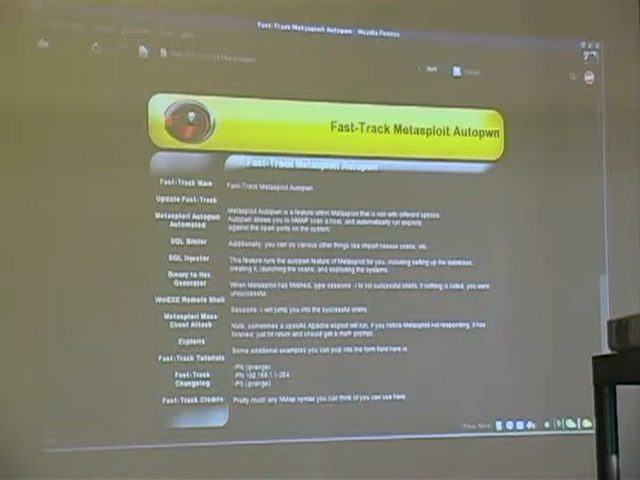 Fast-Track Metasploit Autopwn - Mozilla Firefox
Fast-Track Metasploit Autopwn
Fast-Track Metasploit Autopwn
Fast-Track Main
Update Fast-Track
Metasploit Autopwn
Automated
SQL Bruter
SQL Injector
Binary to Hex
Generator
WinEXE Remote Shell
Metasploit Mass
Client Attack
Exploits
Fast-Track Tutorials
Fast-Track
Changelog
Fast-Track Credits
Fast-Track Metasploit Autopwn
Metasploit Autopwn is a feature within Metasploit that is
with different options
Autopwn allows you to NMAP scan a host, and automatically run exploits
against the open ports on the system
Additionally, you can do various other things like import nessus scans, etc.
This feature runs the autopwn feature of Metasploit for you, including setting up the database,
creating it, launching the scans, and exploiting the systems.
When Metasploit has finished, type sessions -l to list successful shells. If nothing is listed, you were
unsuccessful.
Sessions -i will jump you into the successful shells.
Note, sometimes a specific Apache exploit will run, if you notice Metasploit not responding, it has
finished, just hit return and should get a msf> prompt.
Some additional examples you can pop into the form field here is:
-PN (iprange)
-PN 192.168.1.1-254
-P0 (iprange)
Pretty much any NMap syntax you can think of you can use here.